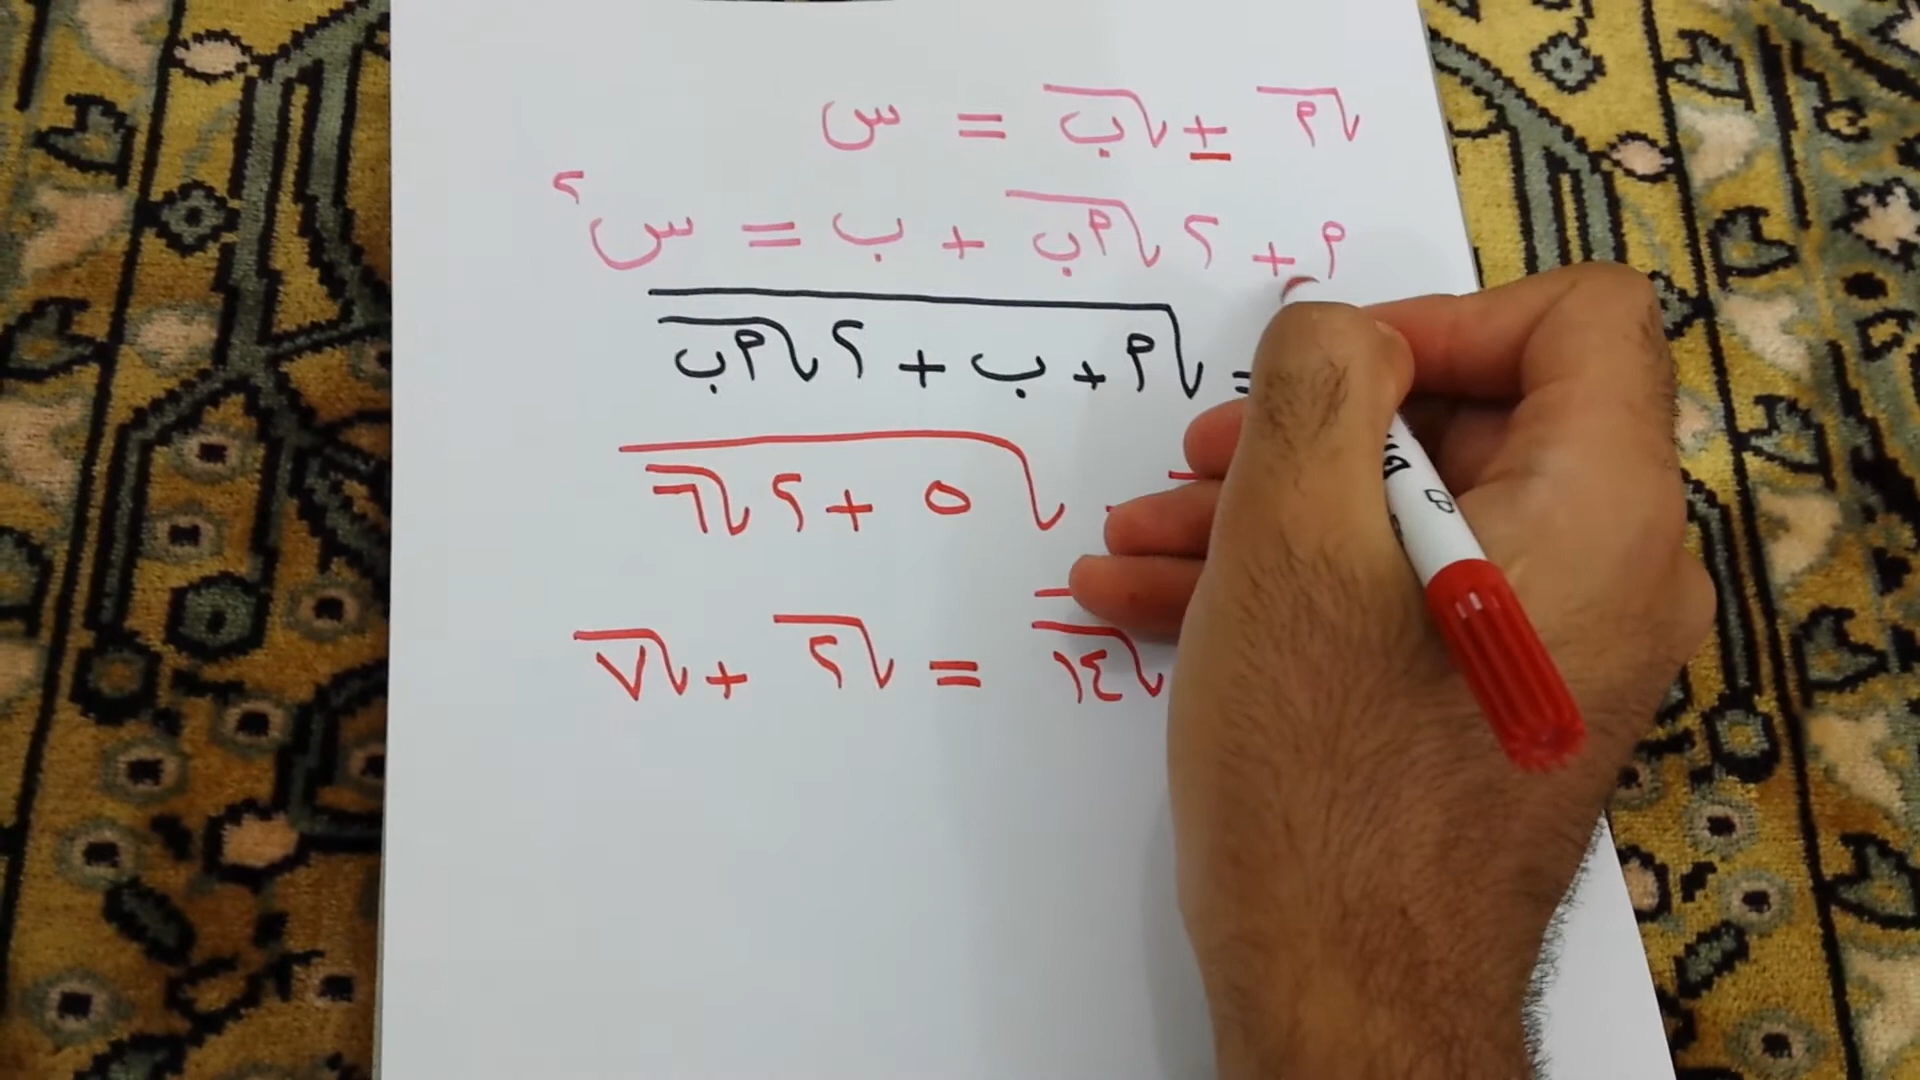 √م ± √ب = س
م + ٢√مب + ب = س٢
= √م + ب + ٢√مب
√٥ + ٢√٦
√١٤ = √٢ + √٧